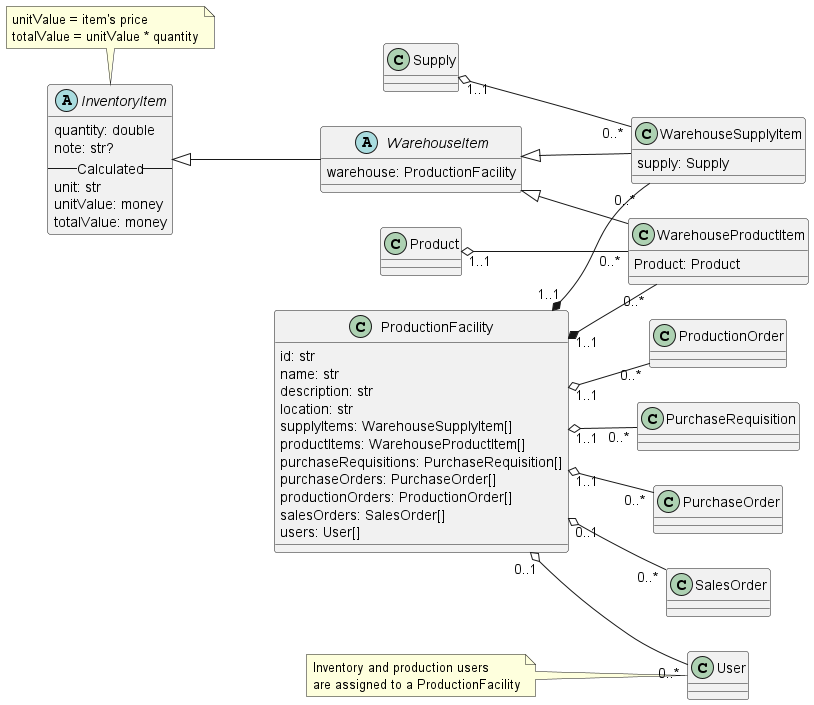 unitValue = item's price
totalValue = unitValue * quantity
A InventoryItem
quantity: double
note: str?
Calculated
unit: str
unitValue: money
totalValue: money
C Supply
1..1
0..*
A WarehouseItem
warehouse: ProductionFacility
C WarehouseSupplyItem
supply: Supply
0..*
C Product
1..1
0..*
C WarehouseProductItem
Product: Product
0..*
1..1
C ProductionFacility
id: str
name: str
description: str
location: str
supplyItems: WarehouseSupplyItem[]
productItems: WarehouseProductItem[]
purchaseRequisitions: PurchaseRequisition[]
purchaseOrders: PurchaseOrder[]
productionOrders: ProductionOrder[]
salesOrders: SalesOrder[]
users: User[]
1..1
C ProductionOrder
1..1
0..*
C PurchaseRequisition
1..1
0..*
C PurchaseOrder
1..1
0..*
C SalesOrder
0..1
0..*
0..1
C User
0..*
Inventory and production users
are assigned to a ProductionFacility